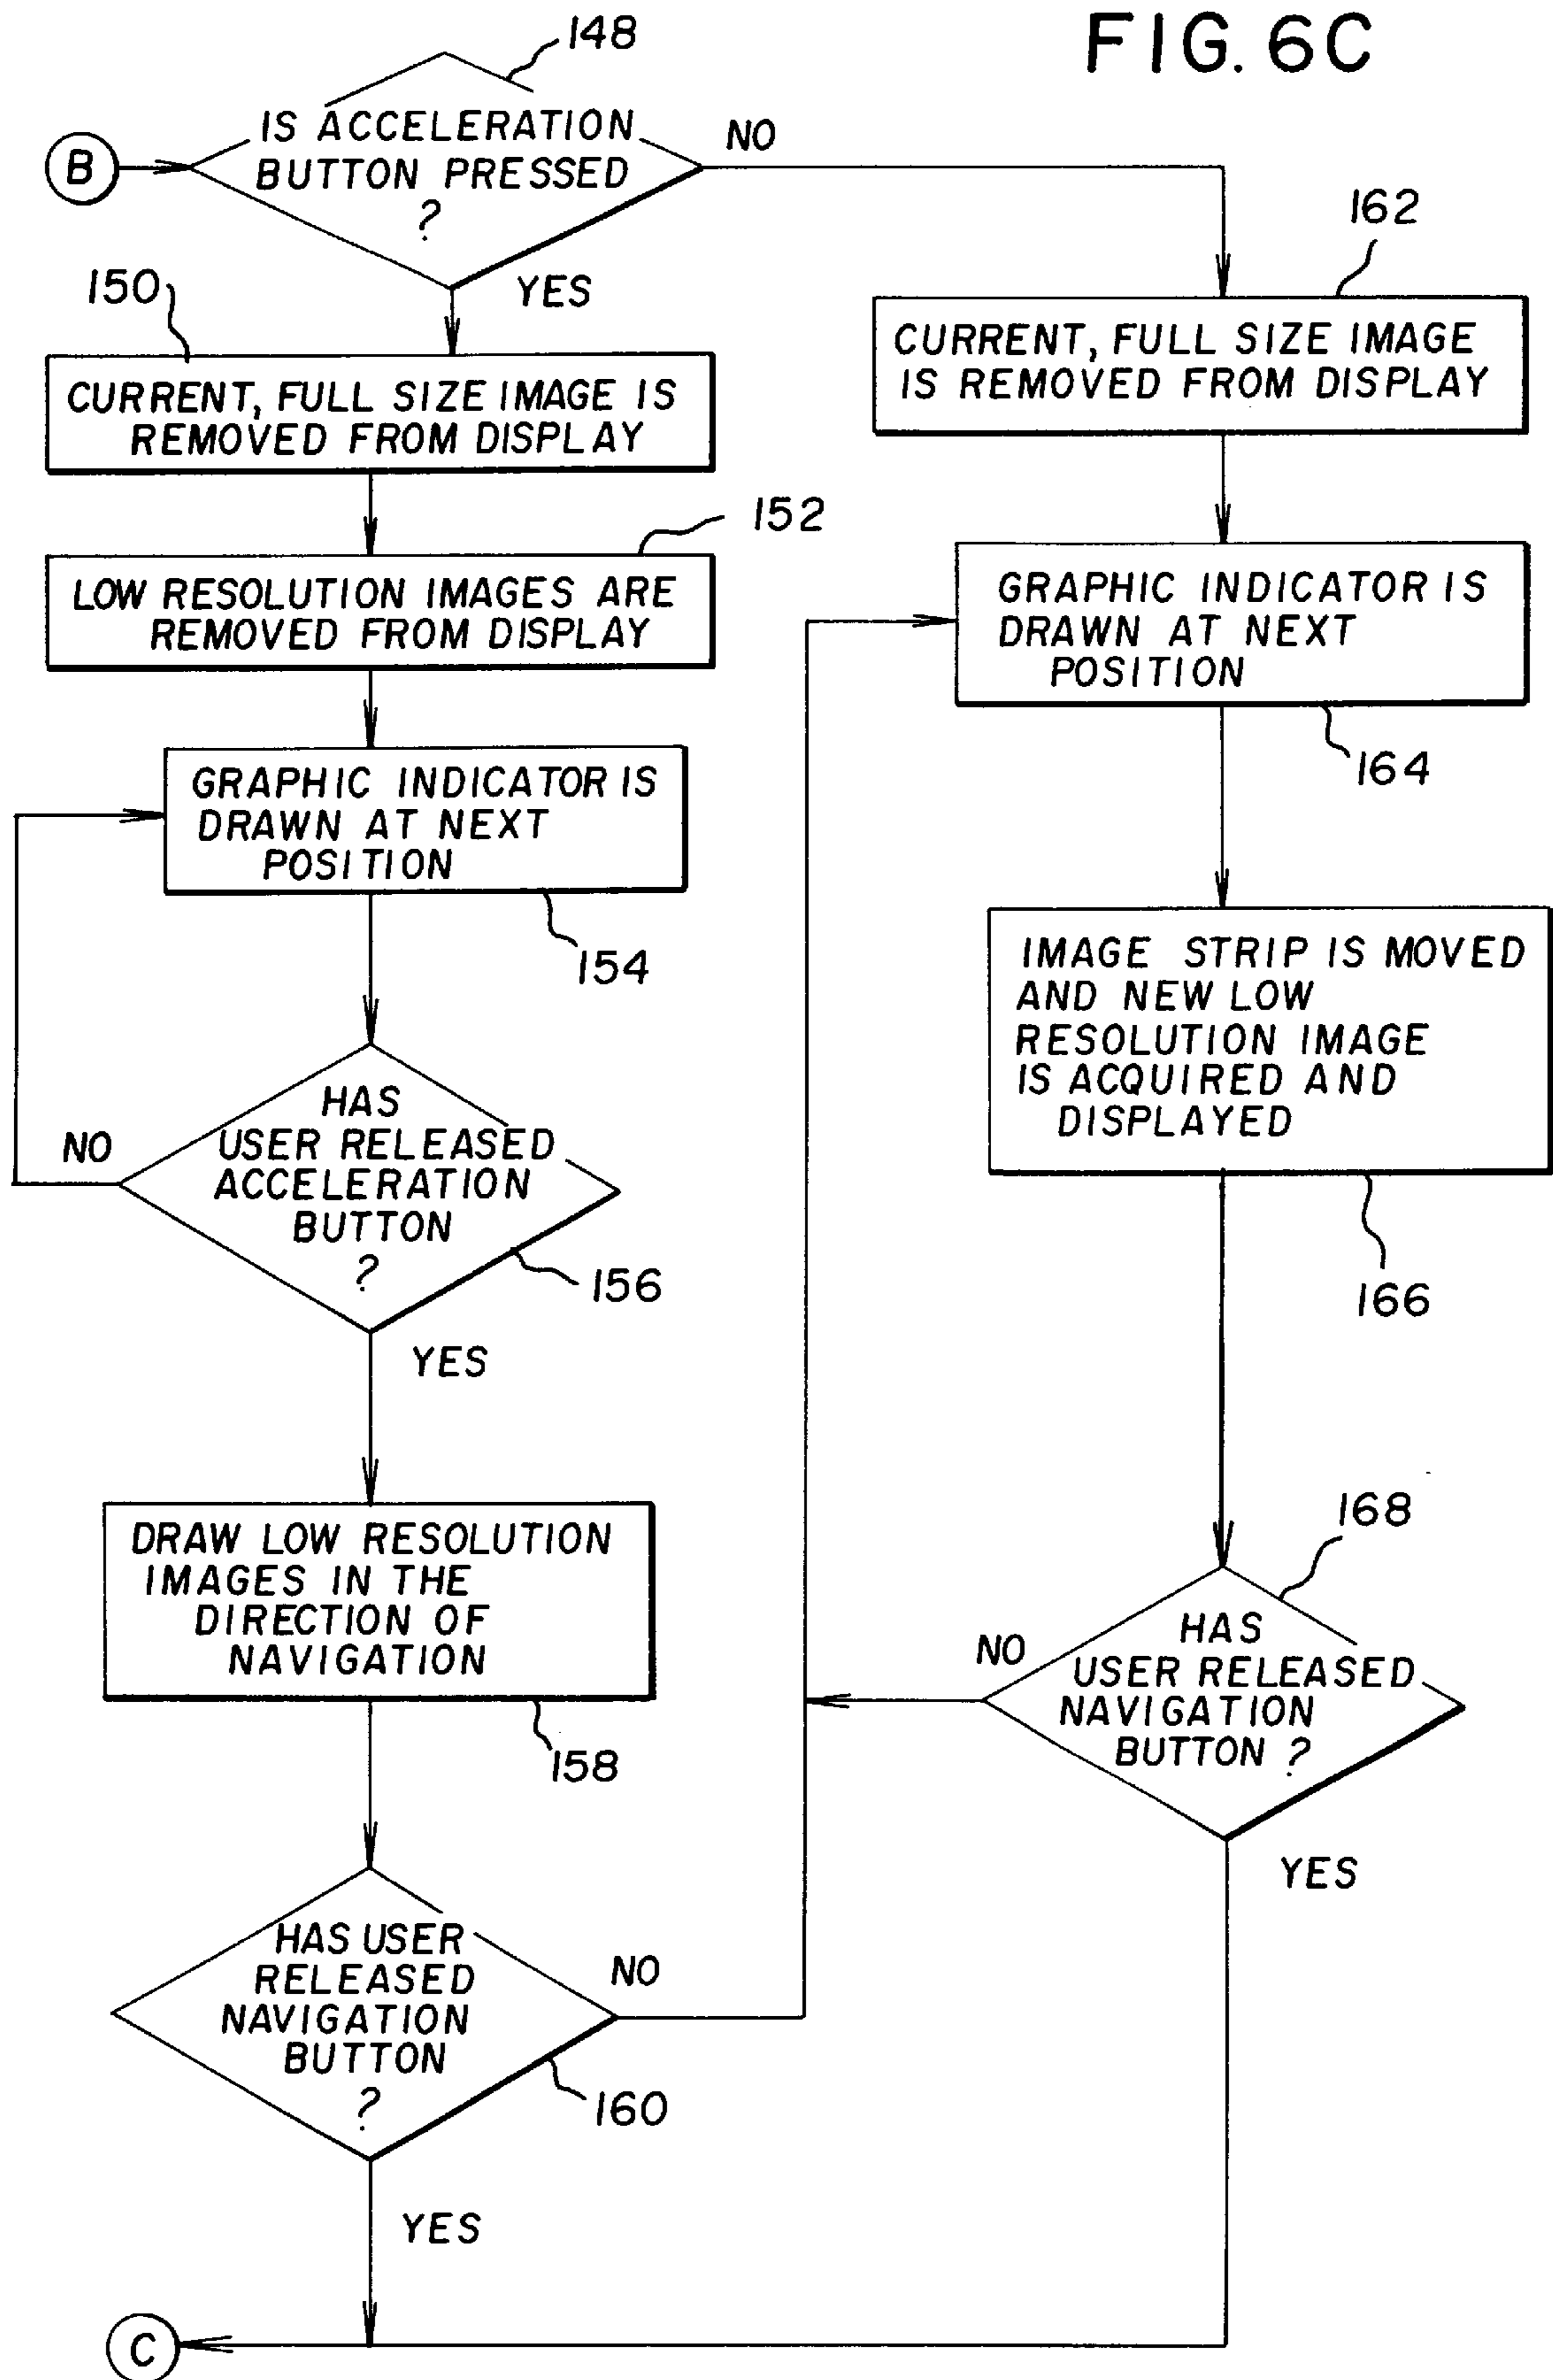 FIG. 6C
148
B
IS ACCELERATION
BUTTON PRESSED
?
NO
YES
150
CURRENT, FULL SIZE IMAGE IS
REMOVED FROM DISPLAY
152
LOW RESOLUTION IMAGES ARE
REMOVED FROM DISPLAY
GRAPHIC INDICATOR IS
DRAWN AT NEXT
POSITION
154
HAS
USER RELEASED
ACCELERATION
BUTTON
?
NO
156
YES
DRAW LOW RESOLUTION
IMAGES IN THE
DIRECTION OF
NAVIGATION
158
HAS USER
RELEASED
NAVIGATION
BUTTON
?
NO
160
YES
C
162
CURRENT, FULL SIZE IMAGE
IS REMOVED FROM DISPLAY
GRAPHIC INDICATOR IS
DRAWN AT NEXT
POSITION
164
IMAGE STRIP IS MOVED
AND NEW LOW
RESOLUTION IMAGE
IS ACQUIRED AND
DISPLAYED
166
168
HAS
USER RELEASED
NAVIGATION
BUTTON ?
NO
YES